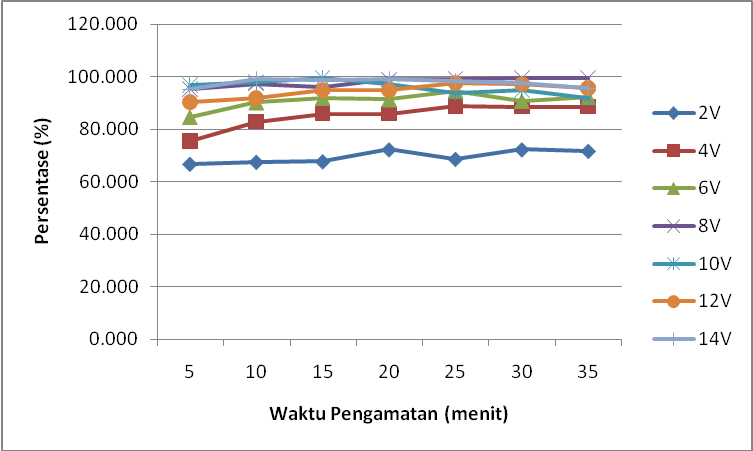 120.000
100.000
80.000
60.000
40.000
20.000
0.000
Persentase (%)
5 10 15 20 25 30 35
Waktu Pengamatan (menit)
2V
4V
6V
8V
10V
12V
14V